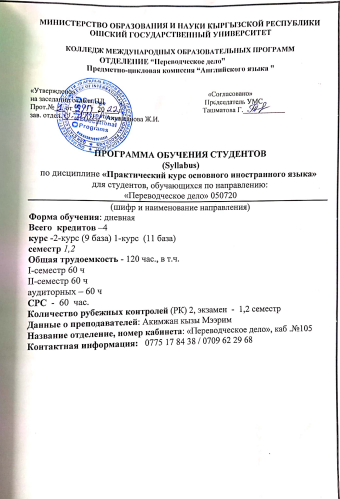 МИНИСТЕРСТВО ОБРАЗОВАНИЯ И НАУКИ КЫРГЫЗСКОЙ РЕСПУБЛИКИ
ОШСКИЙ ГОСУДАРСТВЕННЫЙ УНИВЕРСИТЕТ
КОЛЛЕДЖ МЕЖДУНАРОДНЫХ ОБРАЗОВАТЕЛЬНЫХ ПРОГРАММ
ОТДЕЛЕНИЕ "Переводческое дело"
Предметно-цикловая комиссия "Английского языка "
«Утверждено»
на заседании
Прот.№
зав. отдел. Ж.И.
«Согласовано»
Председатель УМС
Ташматова Г.
ПРОГРАММА ОБУЧЕНИЯ СТУДЕНТОВ
(Syllabus)
по дисциплине «Практический курс основного иностранного языка»
для студентов, обучающихся по направлению:
«Переводческое дело» 050720
(шифр и наименование направления)
Форма обучения: дневная
Всего кредитов –4
курс -2-курс (9 база) 1-курс (11 база)
семестр 1,2
Общая трудоемкость - 120 час., в т.ч.
I-семестр 60 ч
II-семестр 60 ч
аудиторных – 60 ч
СРС - 60 час.
Количество рубежных контролей (РК) 2, экзамен - 1,2 семестр
Данные о преподавателей: Акимжан кызы Мээрим
Название отделение, номер кабинета: «Переводческое дело», каб .№105
Контактная информация: 0775 17 84 38 / 0709 62 29 68